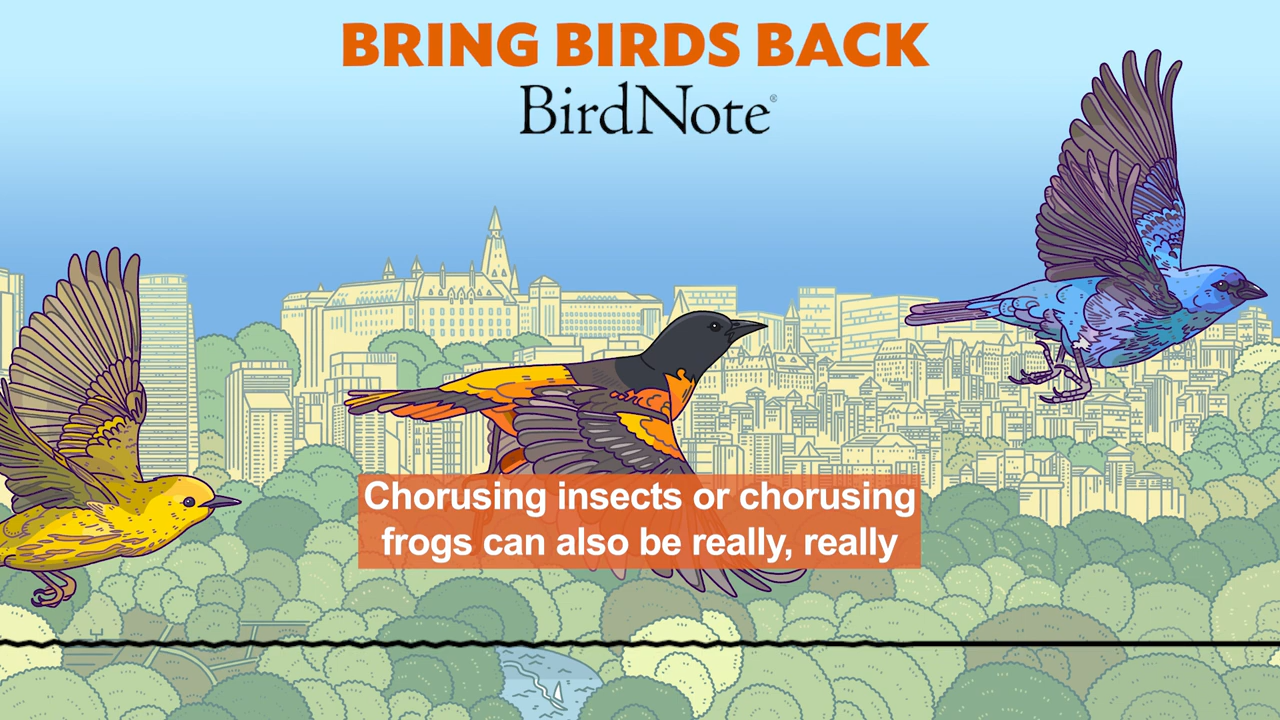 BRING BIRDS BACK
BirdNote®
Chorusing insects or chorusing
frogs can also be really, really